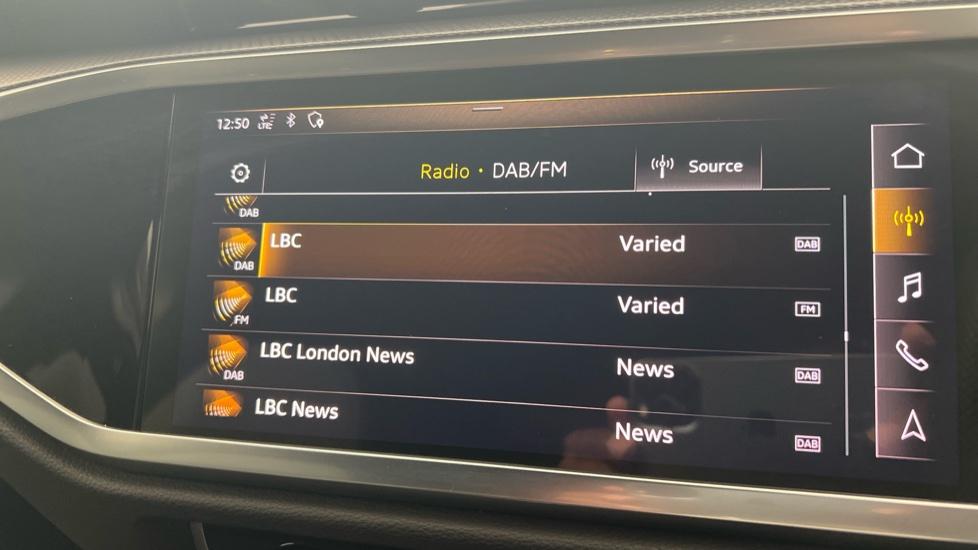 12:50 LTE
Radio · DAB/FM
Source
DAB
DAB LBC Varied DAB
FM LBC Varied FM
DAB LBC London News News DAB
LBC News News DAB